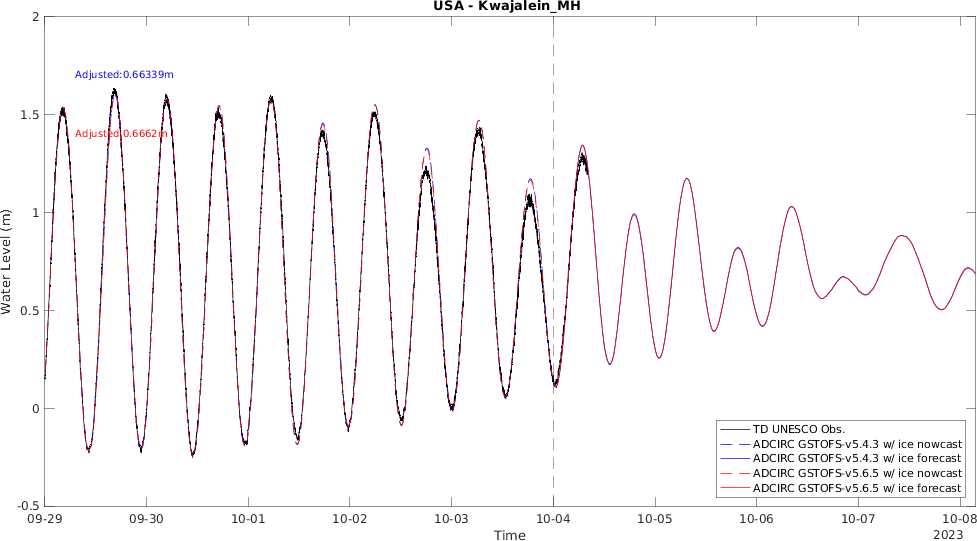 USA - Kwajalein_MH
2
1.5
1
0.5
0
-0.5
Water Level (m)
Adjusted:0.66339m
Adjusted:0.6662m
TD UNESCO Obs.
ADCIRC GSTOFS-v5.4.3 w/ ice nowcast
ADCIRC GSTOFS-v5.4.3 w/ ice forecast
ADCIRC GSTOFS-v5.6.5 w/ ice nowcast
ADCIRC GSTOFS-v5.6.5 w/ ice forecast
09-29 09-30 10-01 10-02 10-03 10-04 10-05 10-06 10-07 10-08
Time
2023